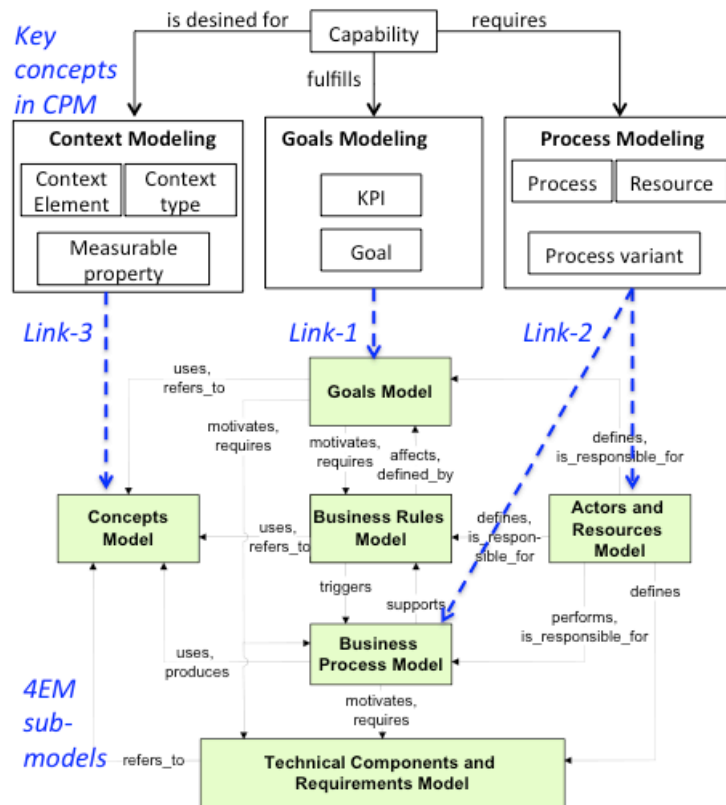 is desined for
Capability
requires
Key
concepts
in CPM
fulfills
Context Modeling
Context
Element
Context
type
Measurable
property
Goals Modeling
KPI
Goal
Process Modeling
Process
Resource
Process variant
Link-3
Link-1
Link-2
uses,
refers_to
Goals Model
motivates,
requires
motivates,
requires
affects,
defined_by
defines,
is_responsible_for
Concepts
Model
uses,
refers_to
Business Rules
Model
defines,
is_respon-
sible_for
Actors and
Resources
Model
triggers
supports
performs,
is_responsible_for
defines
uses,
produces
Business
Process Model
4EM
sub-
models
motivates,
requires
refers_to
Technical Components and
Requirements Model